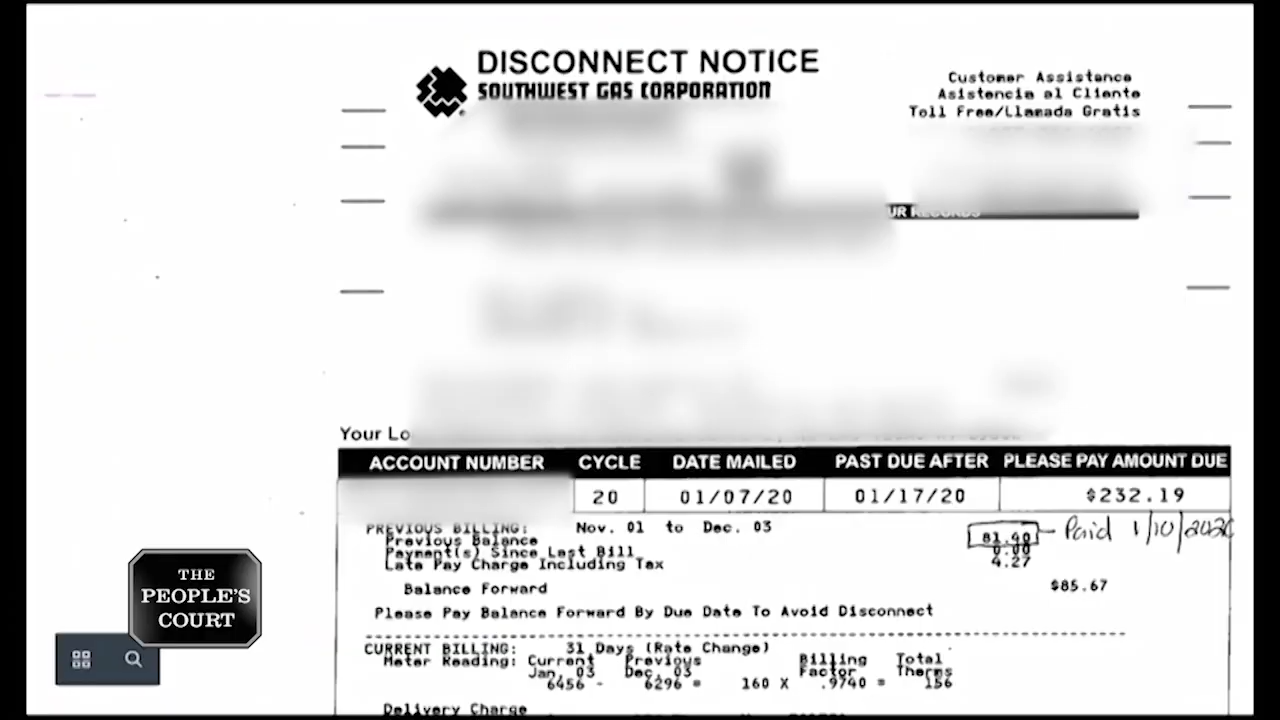 DISCONNECT NOTICE
SOUTHWEST GAS CORPORATION
Customer Assistance
Asistencia al Cliente
Toll Free/Llamada Gratis
UR RECORDS
Your Lo
ACCOUNT NUMBER CYCLE DATE MAILED PAST DUE AFTER PLEASE PAY AMOUNT DUE
20 01/07/20 01/17/20 $232.19
PREVIOUS BILLING: Nov. 01 to Dec. 03
Previous Balance 81.40 Paid 1/10/2020
Payment(s) Since Last Bill 0.00
Late Pay Charge Including Tax 4.27
Balance Forward $85.67
Please Pay Balance Forward By Due Date To Avoid Disconnect
CURRENT BILLING: 31 Days (Rate Change)
Meter Reading: Current Previous Billing Total
Jan. 03 Dec. 03 Factor Therms
6456 - 6296 = 160 X .9740 = 156
Delivery Charge
THE
PEOPLE'S
COURT